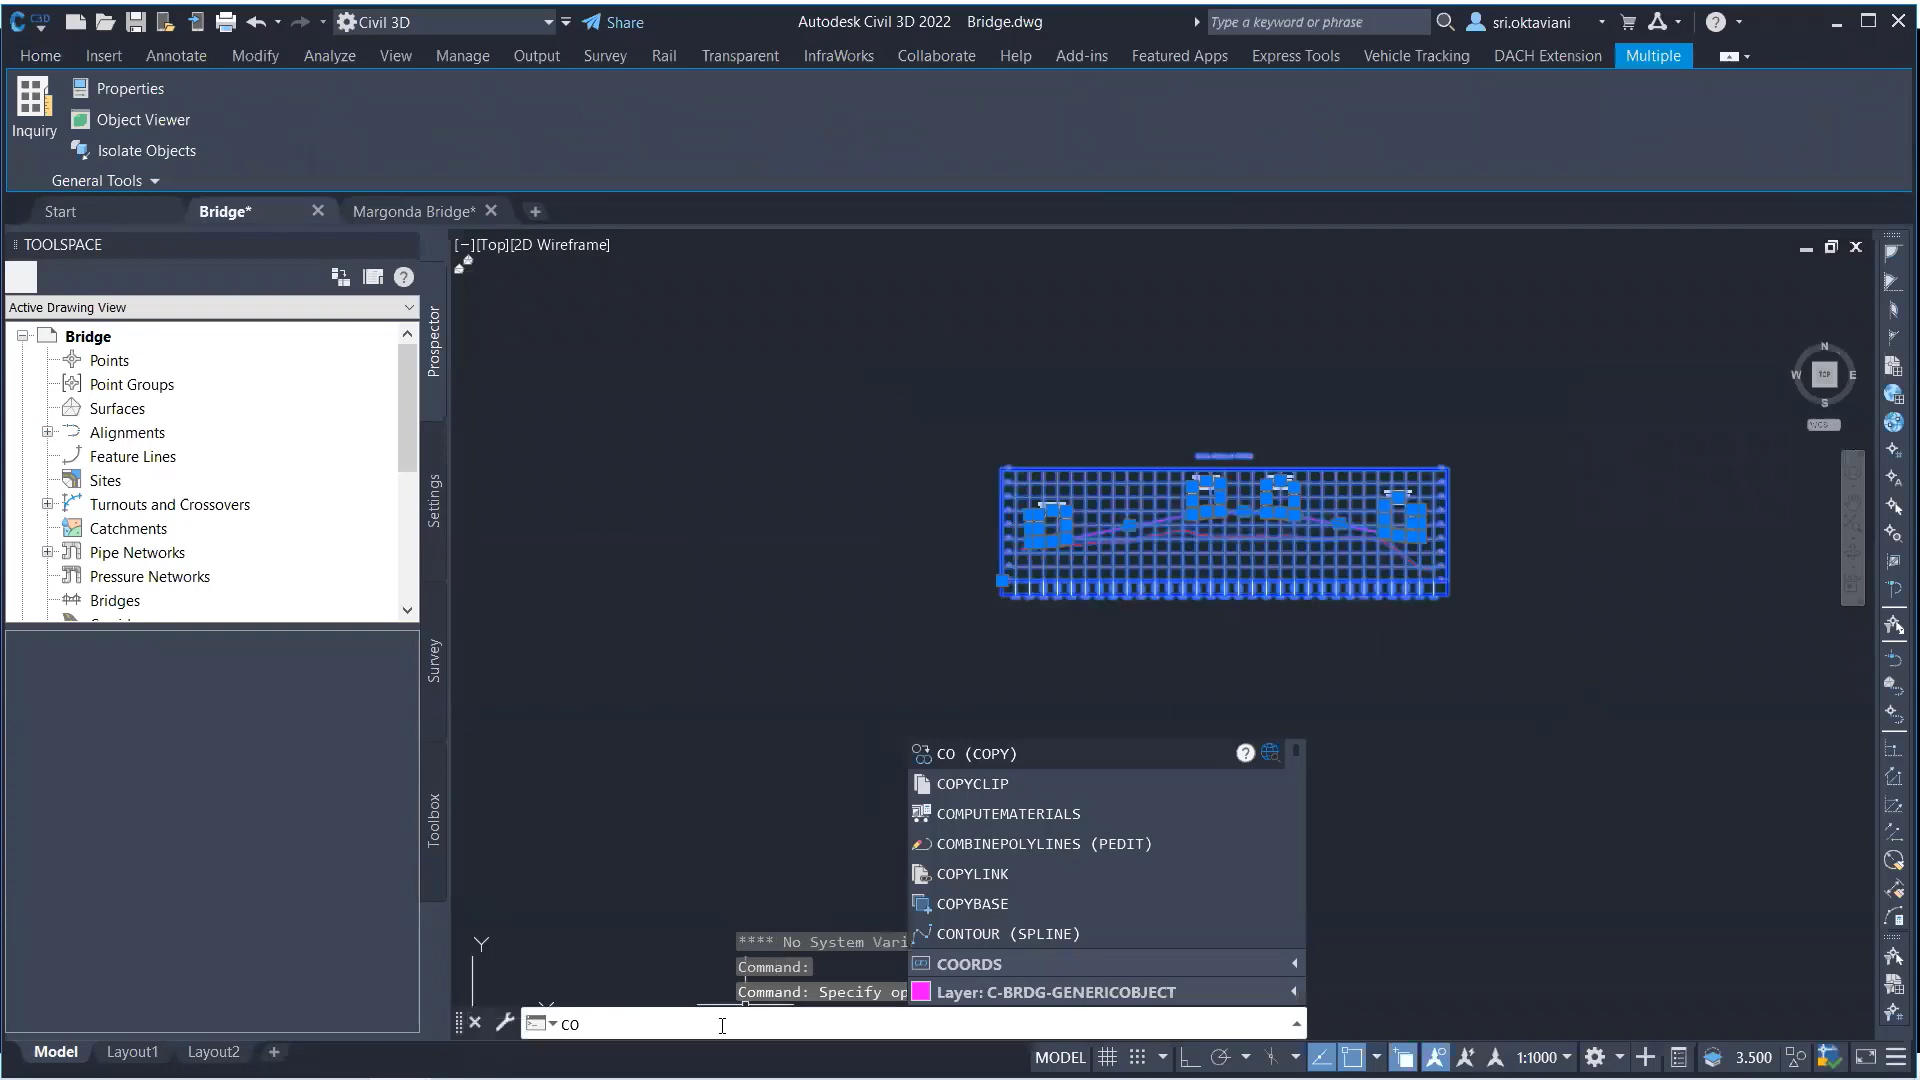 C3D
Civil 3D
Share
Autodesk Civil 3D 2022 Bridge.dwg
Type a keyword or phrase
sri.oktaviani
Home Insert Annotate Modify Analyze View Manage Output Survey Rail Transparent InfraWorks Collaborate Help Add-ins Featured Apps Express Tools Vehicle Tracking DACH Extension Multiple
Inquiry
Properties
Object Viewer
Isolate Objects
General Tools
Start
Bridge*
Margonda Bridge*
TOOLSPACE
Active Drawing View
Bridge
Points
Point Groups
Surfaces
Alignments
Feature Lines
Sites
Turnouts and Crossovers
Catchments
Pipe Networks
Pressure Networks
Bridges
Prospector
Settings
Survey
Toolbox
[−][Top][2D Wireframe]
N
W
TOP
E
S
WCS
CO (COPY)
COPYCLIP
COMPUTEMATERIALS
COMBINEPOLYLINES (PEDIT)
COPYLINK
COPYBASE
CONTOUR (SPLINE)
COORDS
Layer: C-BRDG-GENERICOBJECT
Y
**** No System Vari
Command:
Command: Specify op
CO
Model Layout1 Layout2
MODEL
1:1000
3.500